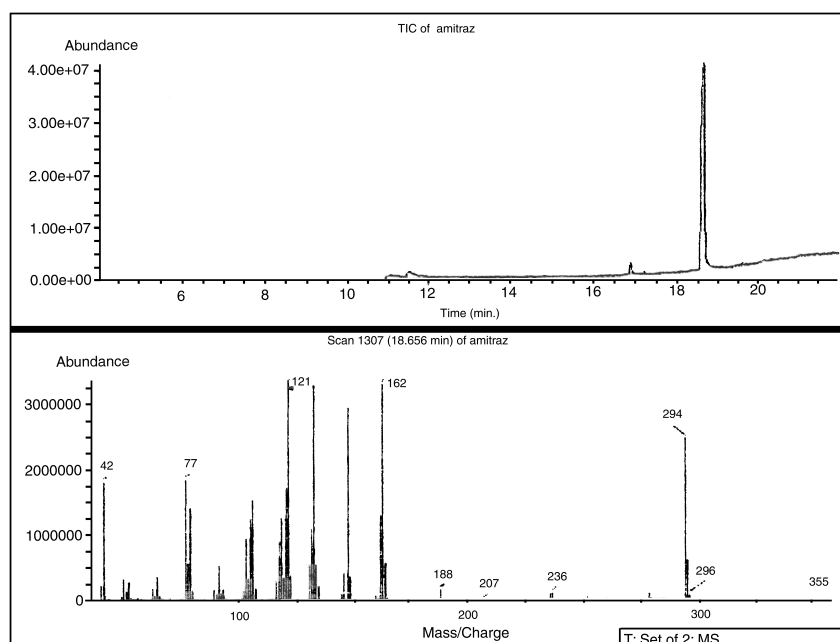 TIC of amitraz
Abundance
4.00e+07
3.00e+07
2.00e+07
1.00e+07
0.00e+00
6 8 10 12 14 16 18 20
Time (min.)
Scan 1307 (18.656 min) of amitraz
Abundance
3000000
2000000
1000000
0
42 77 121 162 188 207 236 294 296 355
100 200 300
Mass/Charge
T: Set of 2: MS